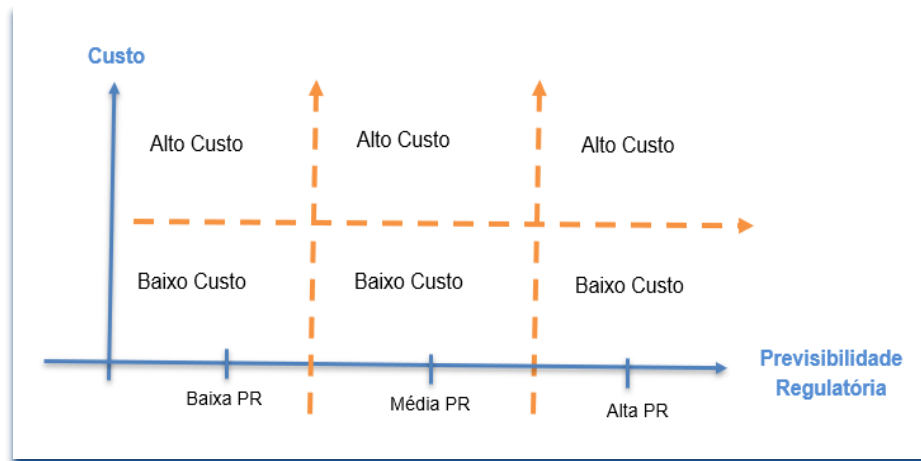 Custo
Alto Custo
Alto Custo
Alto Custo
Baixo Custo
Baixo Custo
Baixo Custo
Previsibilidade
Regulatória
Baixa PR
Média PR
Alta PR